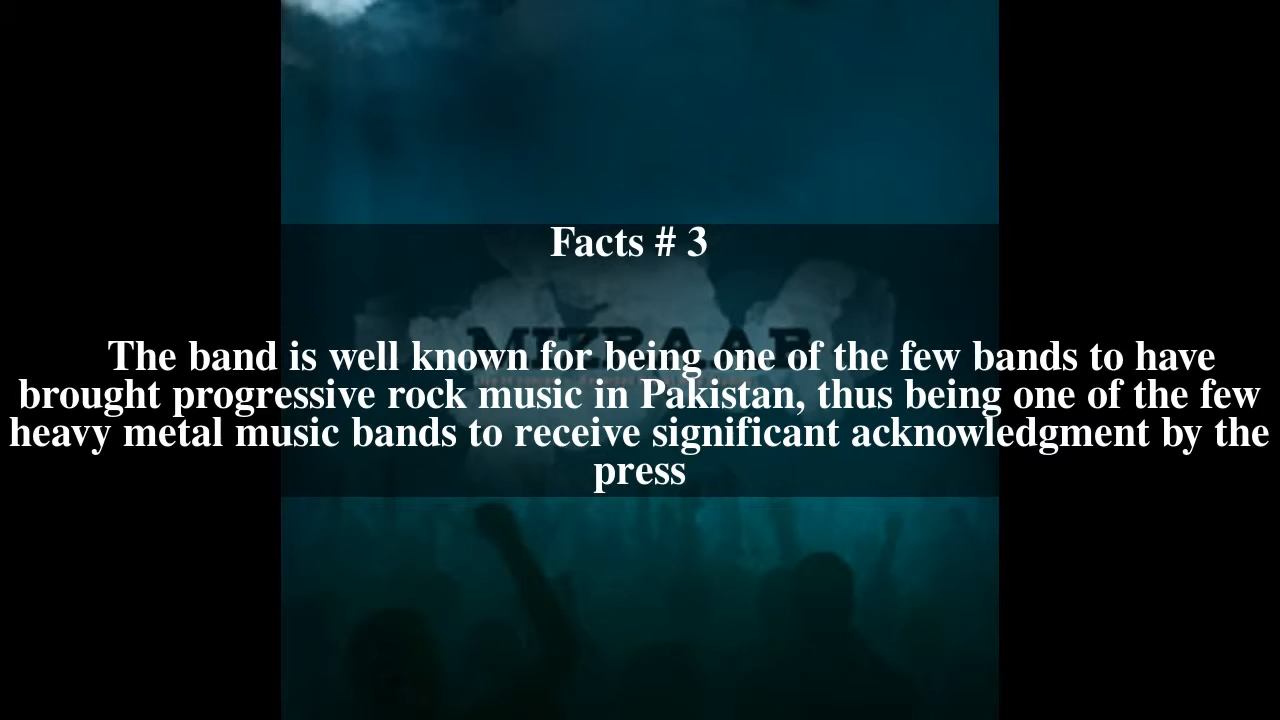 Facts # 3
MIZRAAB
The band is well known for being one of the few bands to have
brought progressive rock music in Pakistan, thus being one of the few
heavy metal music bands to receive significant acknowledgment by the
press